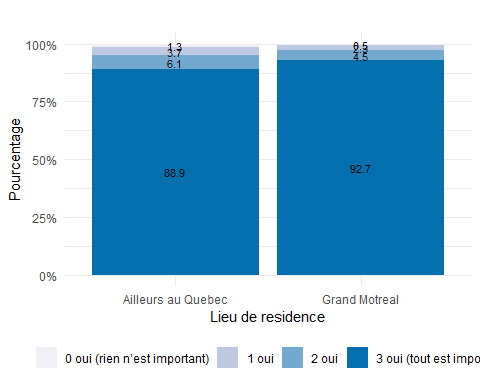 100%
75%
50%
25%
0%
Pourcentage
1.3
3.7
6.1
88.9
4.5
92.7
Ailleurs au Quebec
Grand Motreal
Lieu de residence
0 oui (rien n'est important)
1 oui
2 oui
3 oui (tout est impo